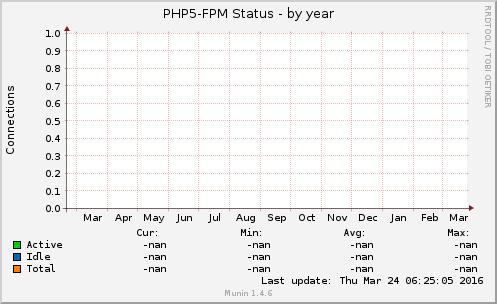 PHP5-FPM Status - by year
RRDTOOL / TOBI OETIKER
Connections
1.0
0.9
0.8
0.7
0.6
0.5
0.4
0.3
0.2
0.1
0.0
Mar Apr May Jun Jul Aug Sep Oct Nov Dec Jan Feb Mar
Cur: Min: Avg: Max:
Active -nan -nan -nan -nan
Idle -nan -nan -nan -nan
Total -nan -nan -nan -nan
Last update: Thu Mar 24 06:25:05 2016
Munin 1.4.6